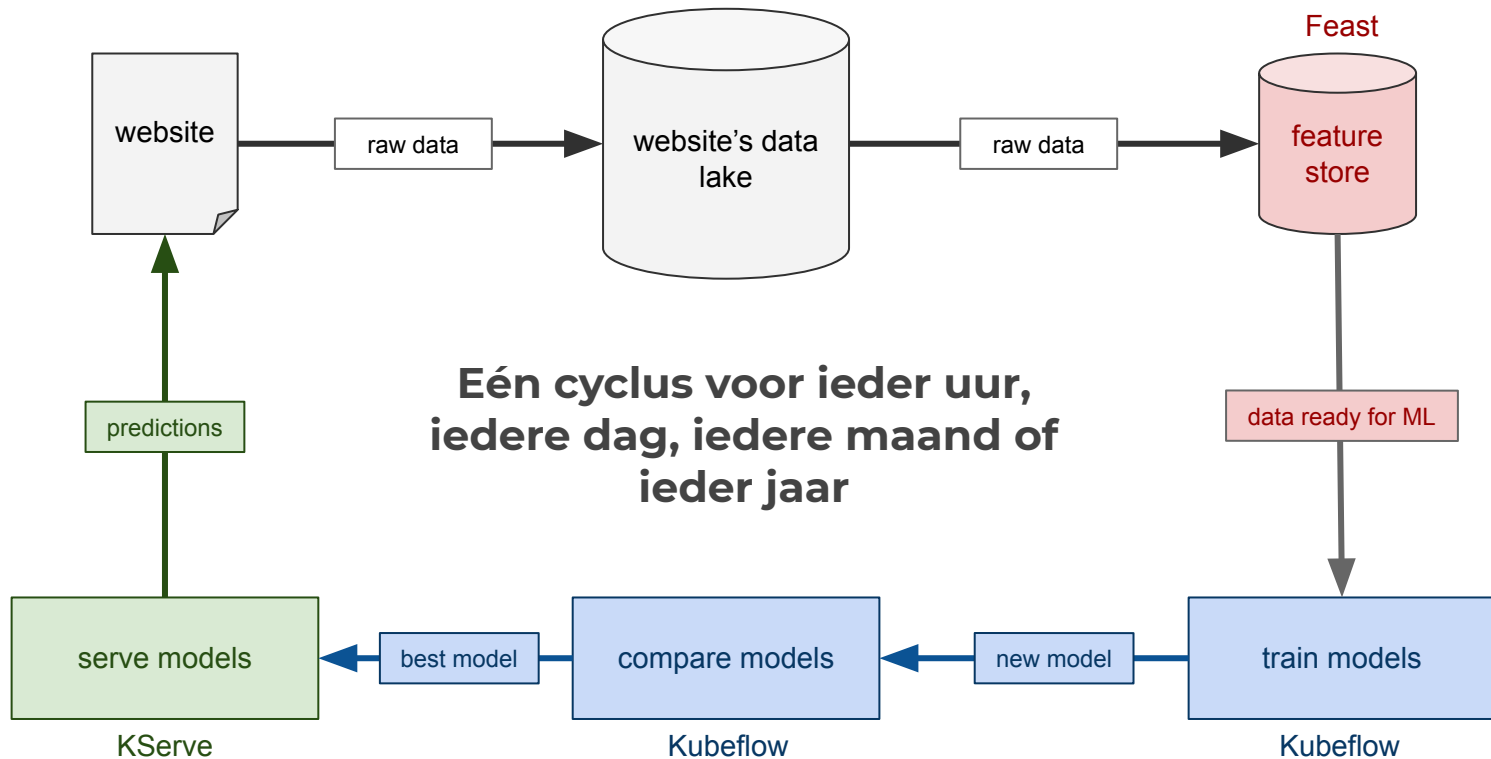 Feast
website
raw data
website’s data
lake
raw data
feature
store
Eén cyclus voor ieder uur,
iedere dag, iedere maand of
ieder jaar
predictions
data ready for ML
serve models
best model
compare models
new model
train models
KServe
Kubeflow
Kubeflow